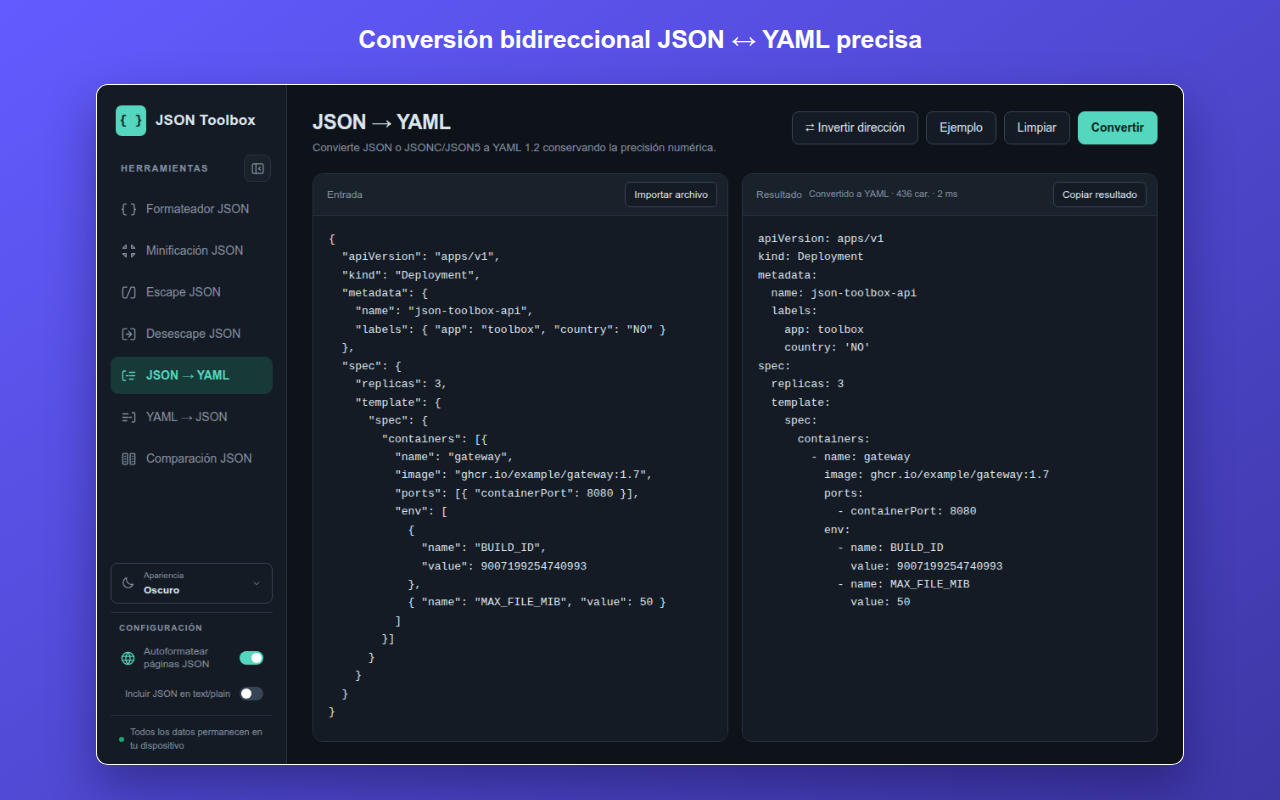 Conversión bidireccional JSON ↔ YAML precisa
{ } JSON Toolbox
HERRAMIENTAS
Formateador JSON
Minificación JSON
Escape JSON
Desescape JSON
JSON → YAML
YAML → JSON
Comparación JSON
Apariencia
Oscuro
CONFIGURACIÓN
Autoformatear
páginas JSON
Incluir JSON en text/plain
Todos los datos permanecen en
tu dispositivo
JSON → YAML
Convierte JSON o JSONC/JSON5 a YAML 1.2 conservando la precisión numérica.
⇄ Invertir dirección
Ejemplo
Limpiar
Convertir
Entrada
Importar archivo
{
  "apiVersion": "apps/v1",
  "kind": "Deployment",
  "metadata": {
    "name": "json-toolbox-api",
    "labels": { "app": "toolbox", "country": "NO" }
  },
  "spec": {
    "replicas": 3,
    "template": {
      "spec": {
        "containers": [{
          "name": "gateway",
          "image": "ghcr.io/example/gateway:1.7",
          "ports": [{ "containerPort": 8080 }],
          "env": [
            {
              "name": "BUILD_ID",
              "value": 9007199254740993
            },
            { "name": "MAX_FILE_MIB", "value": 50 }
          ]
        }]
      }
    }
  }
}
Resultado Convertido a YAML · 436 car. · 2 ms
Copiar resultado
apiVersion: apps/v1
kind: Deployment
metadata:
  name: json-toolbox-api
  labels:
    app: toolbox
    country: 'NO'
spec:
  replicas: 3
  template:
    spec:
      containers:
        - name: gateway
          image: ghcr.io/example/gateway:1.7
          ports:
            - containerPort: 8080
          env:
            - name: BUILD_ID
              value: 9007199254740993
            - name: MAX_FILE_MIB
              value: 50